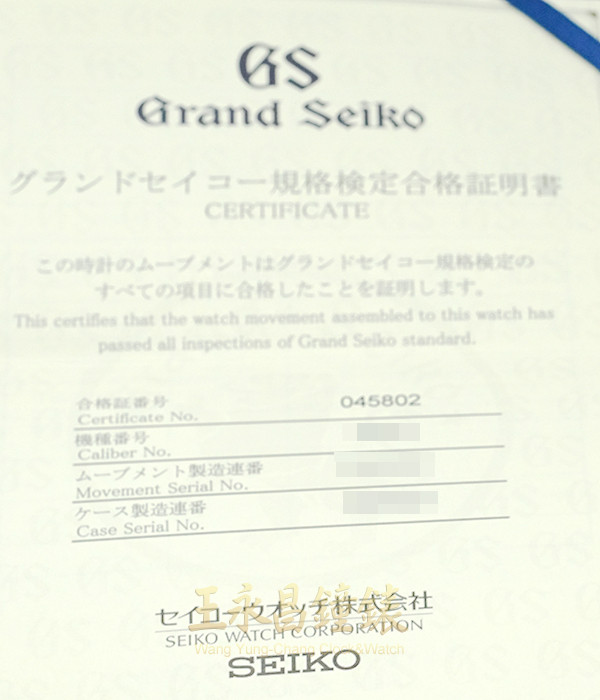 GS
Grand Seiko
グランドセイコー規格検定合格証明書
CERTIFICATE
この時計のムーブメントはグランドセイコー規格検定の
すべての項目に合格したことを証明します。
This certifies that the watch movement assembled to this watch has
passed all inspections of Grand Seiko standard.
合格証番号
Certificate No. 045802
機種番号
Caliber No.
ムーブメント製造連番
Movement Serial No.
ケース製造連番
Case Serial No.
セイコーウオッチ株式会社
王永昌鐘錶
SEIKO WATCH CORPORATION
Wang Yung-Chang Clock&Watch
SEIKO